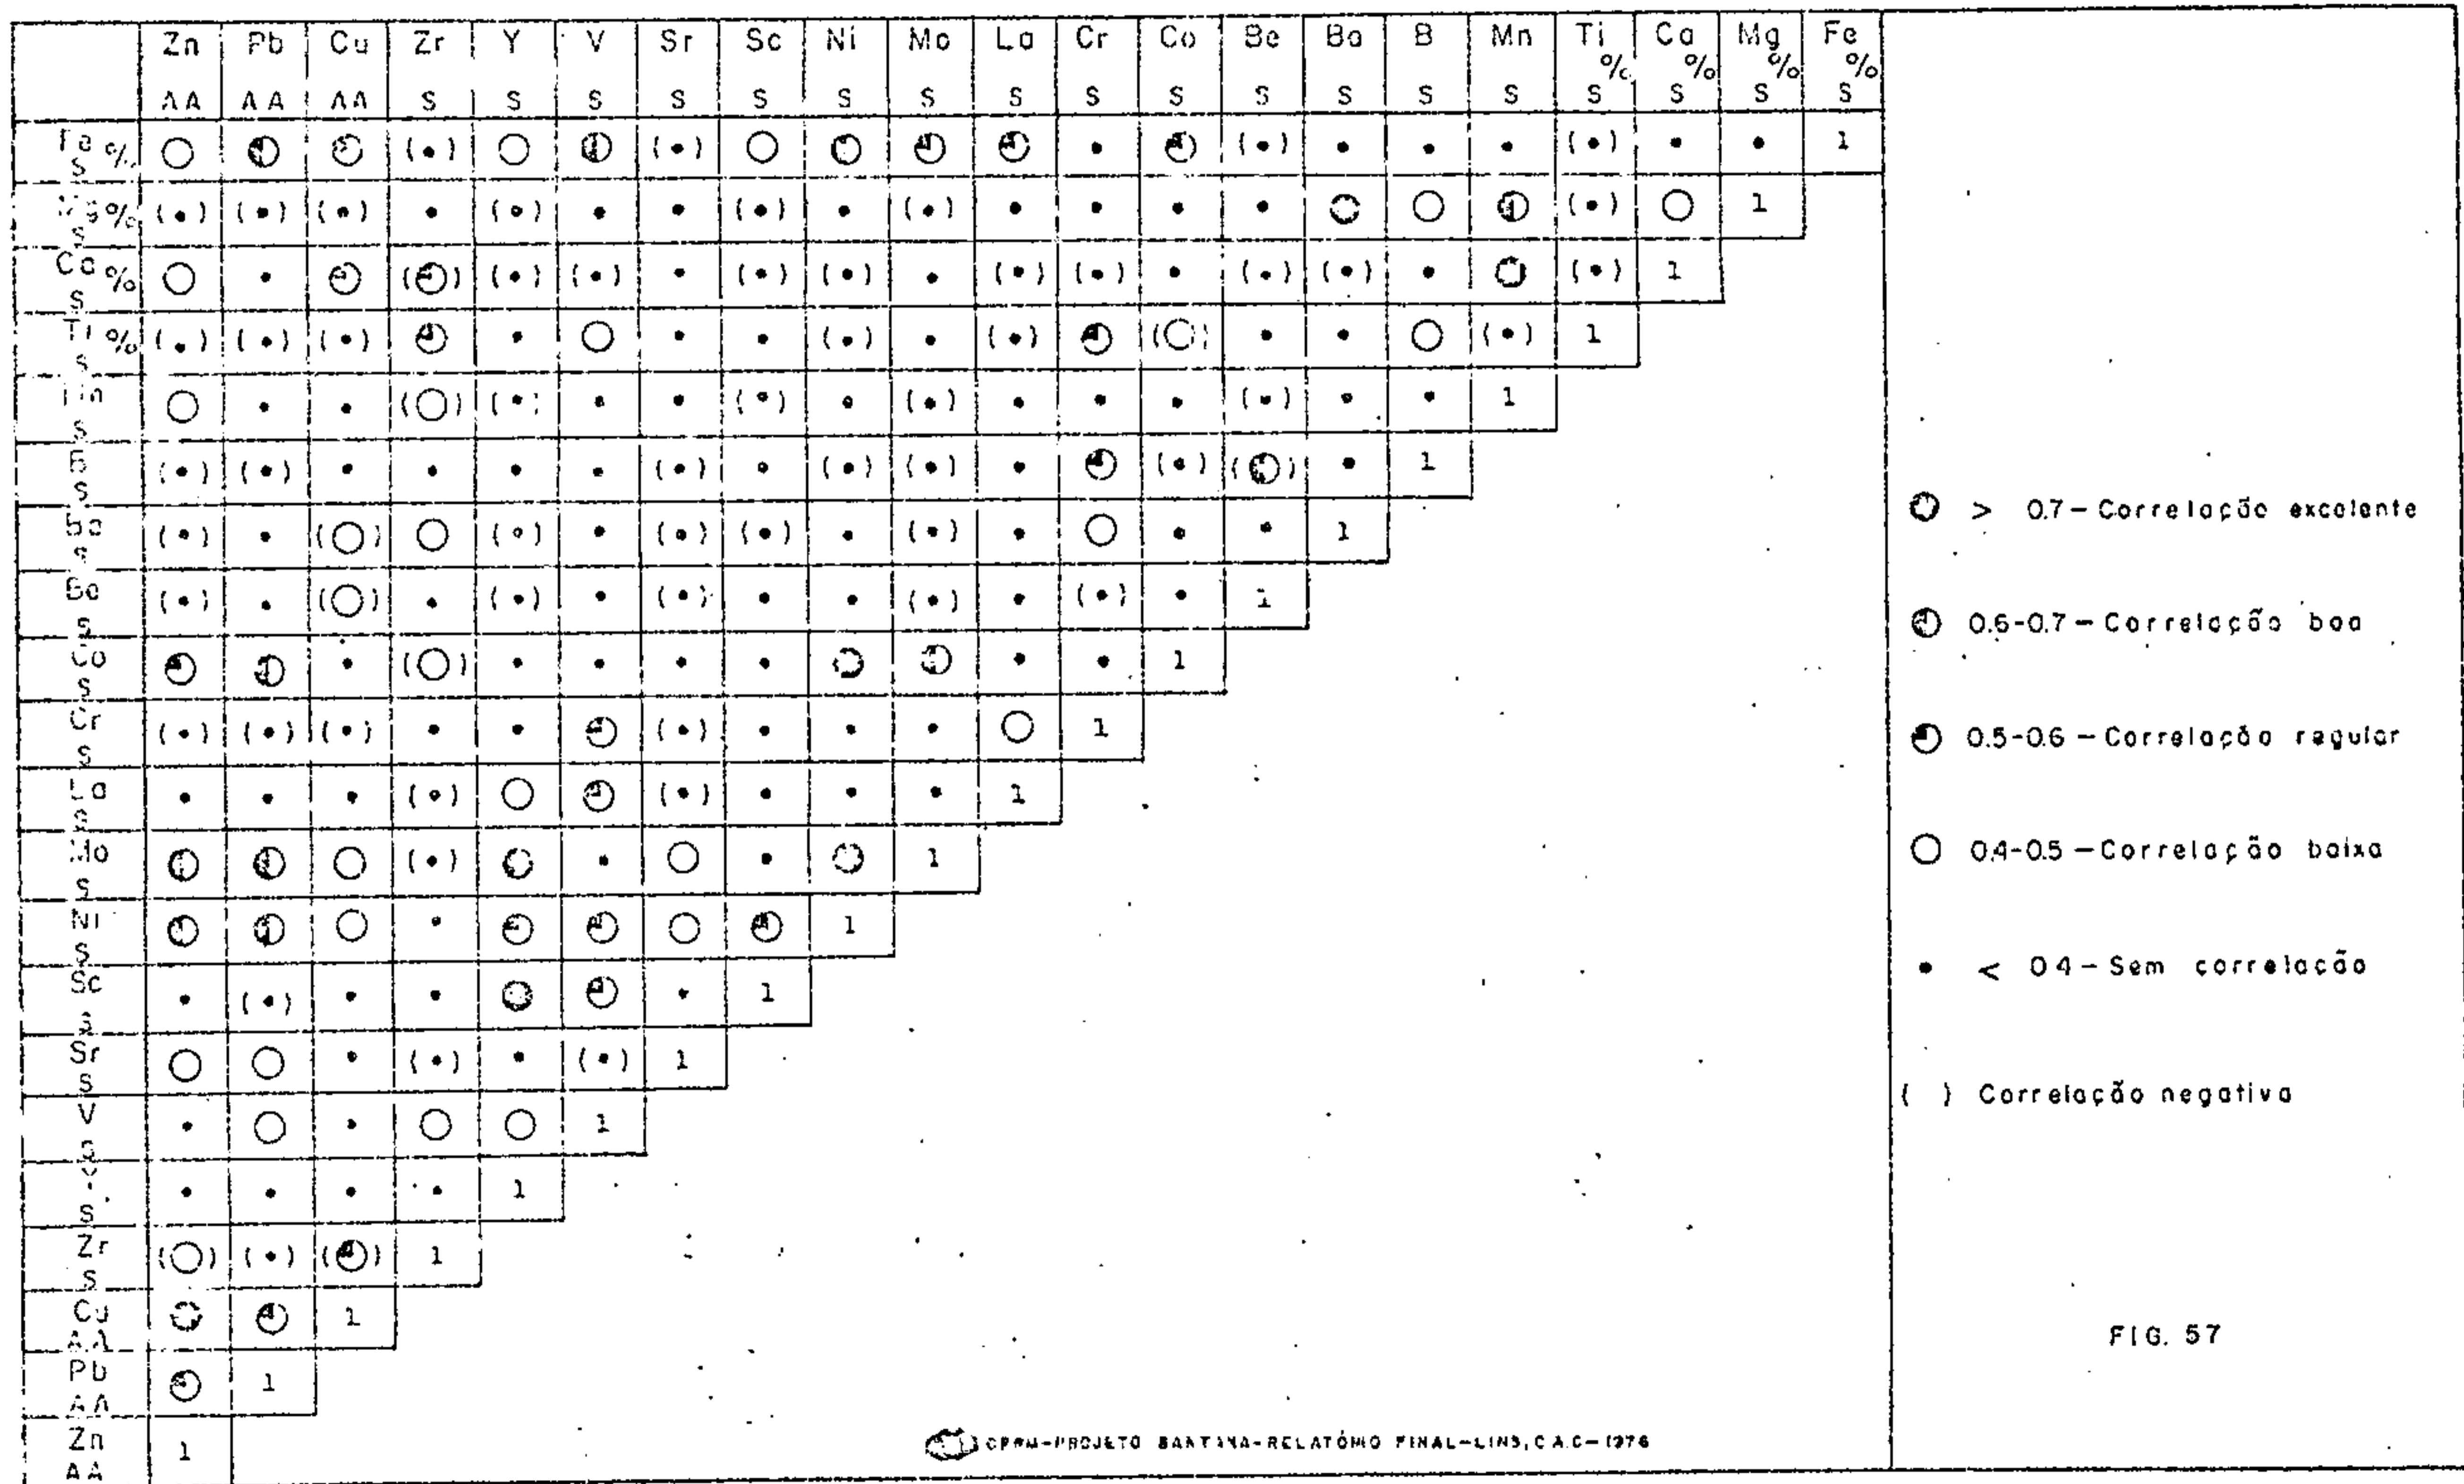 Zn Pb Cu Zr Y V Sr Sc Ni Mo La Cr Co Be Ba B Mn Ti % Ca % Mg % Fe %
AA AA AA S S S S S S S S S S S S S S S S S S
Fe % S (•) (•) • (•) • • • (•) • • 1
Mg % S (•) (•) (•) • (•) • • (•) • (•) • • • • (•) 1
Ca % S • (•) (•) • (•) (•) • (•) (•) • (•) (•) • (•) 1
Ti % S (•) (•) (•) • • • (•) • (•) • • (•) 1
Mn S • • (•) • • (•) • (•) • • • (•) • • 1
B S (•) (•) • • • • (•) • (•) (•) • (•) • 1
Ba S (•) • (•) • (•) (•) • (•) • • • 1
Be S (•) • • (•) • (•) • • (•) • (•) • 1
Co S • • • • • • • 1
Cr S (•) (•) (•) • • (•) • • • 1
La S • • • (•) (•) • • • 1
Mo S (•) • • 1
Ni S • 1
Sc S • (•) • • • 1
Sr S • (•) • (•) 1
V S • • 1
Y S • • • • 1
Zr S (•) 1
Cu AA 1
Pb AA 1
Zn AA 1
> 0.7 – Correlação excelente
0.6-0.7 – Correlação boa
0.5-0.6 – Correlação regular
0.4-0.5 – Correlação baixa
• < 0.4 – Sem correlação
( ) Correlação negativa
FIG. 57
CPRM-PROJETO SANTANA-RELATÓRIO FINAL-LINS, C.A.C-1976